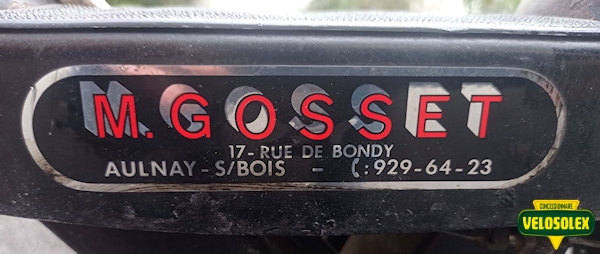 M. GOSSET
17-RUE DE BONDY
AULNAY-S/BOIS - (:929-64-23
CONCESSIONNAIRE
VELOSOLEX